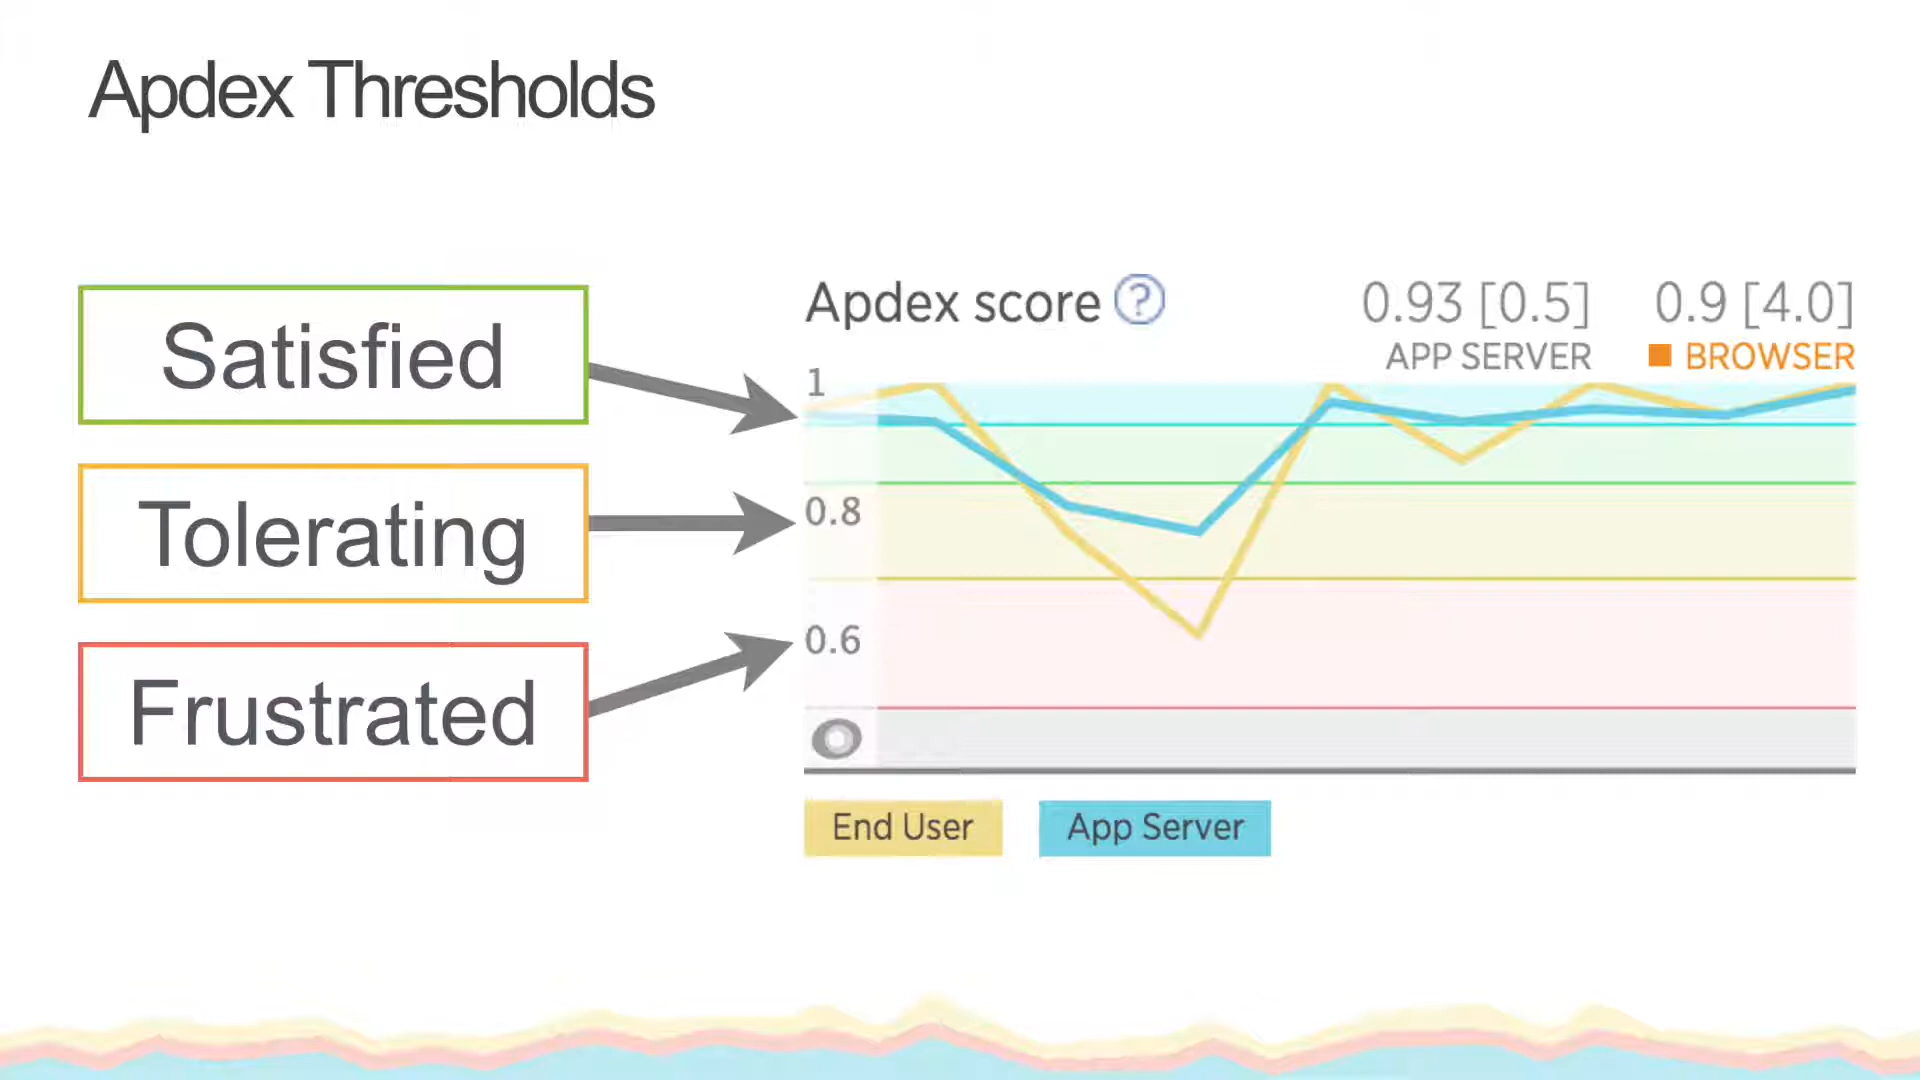 Apdex Thresholds
Satisfied
Tolerating
Frustrated
Apdex score ?
0.93 [0.5] 0.9 [4.0]
APP SERVER BROWSER
1
0.8
0.6
End User App Server